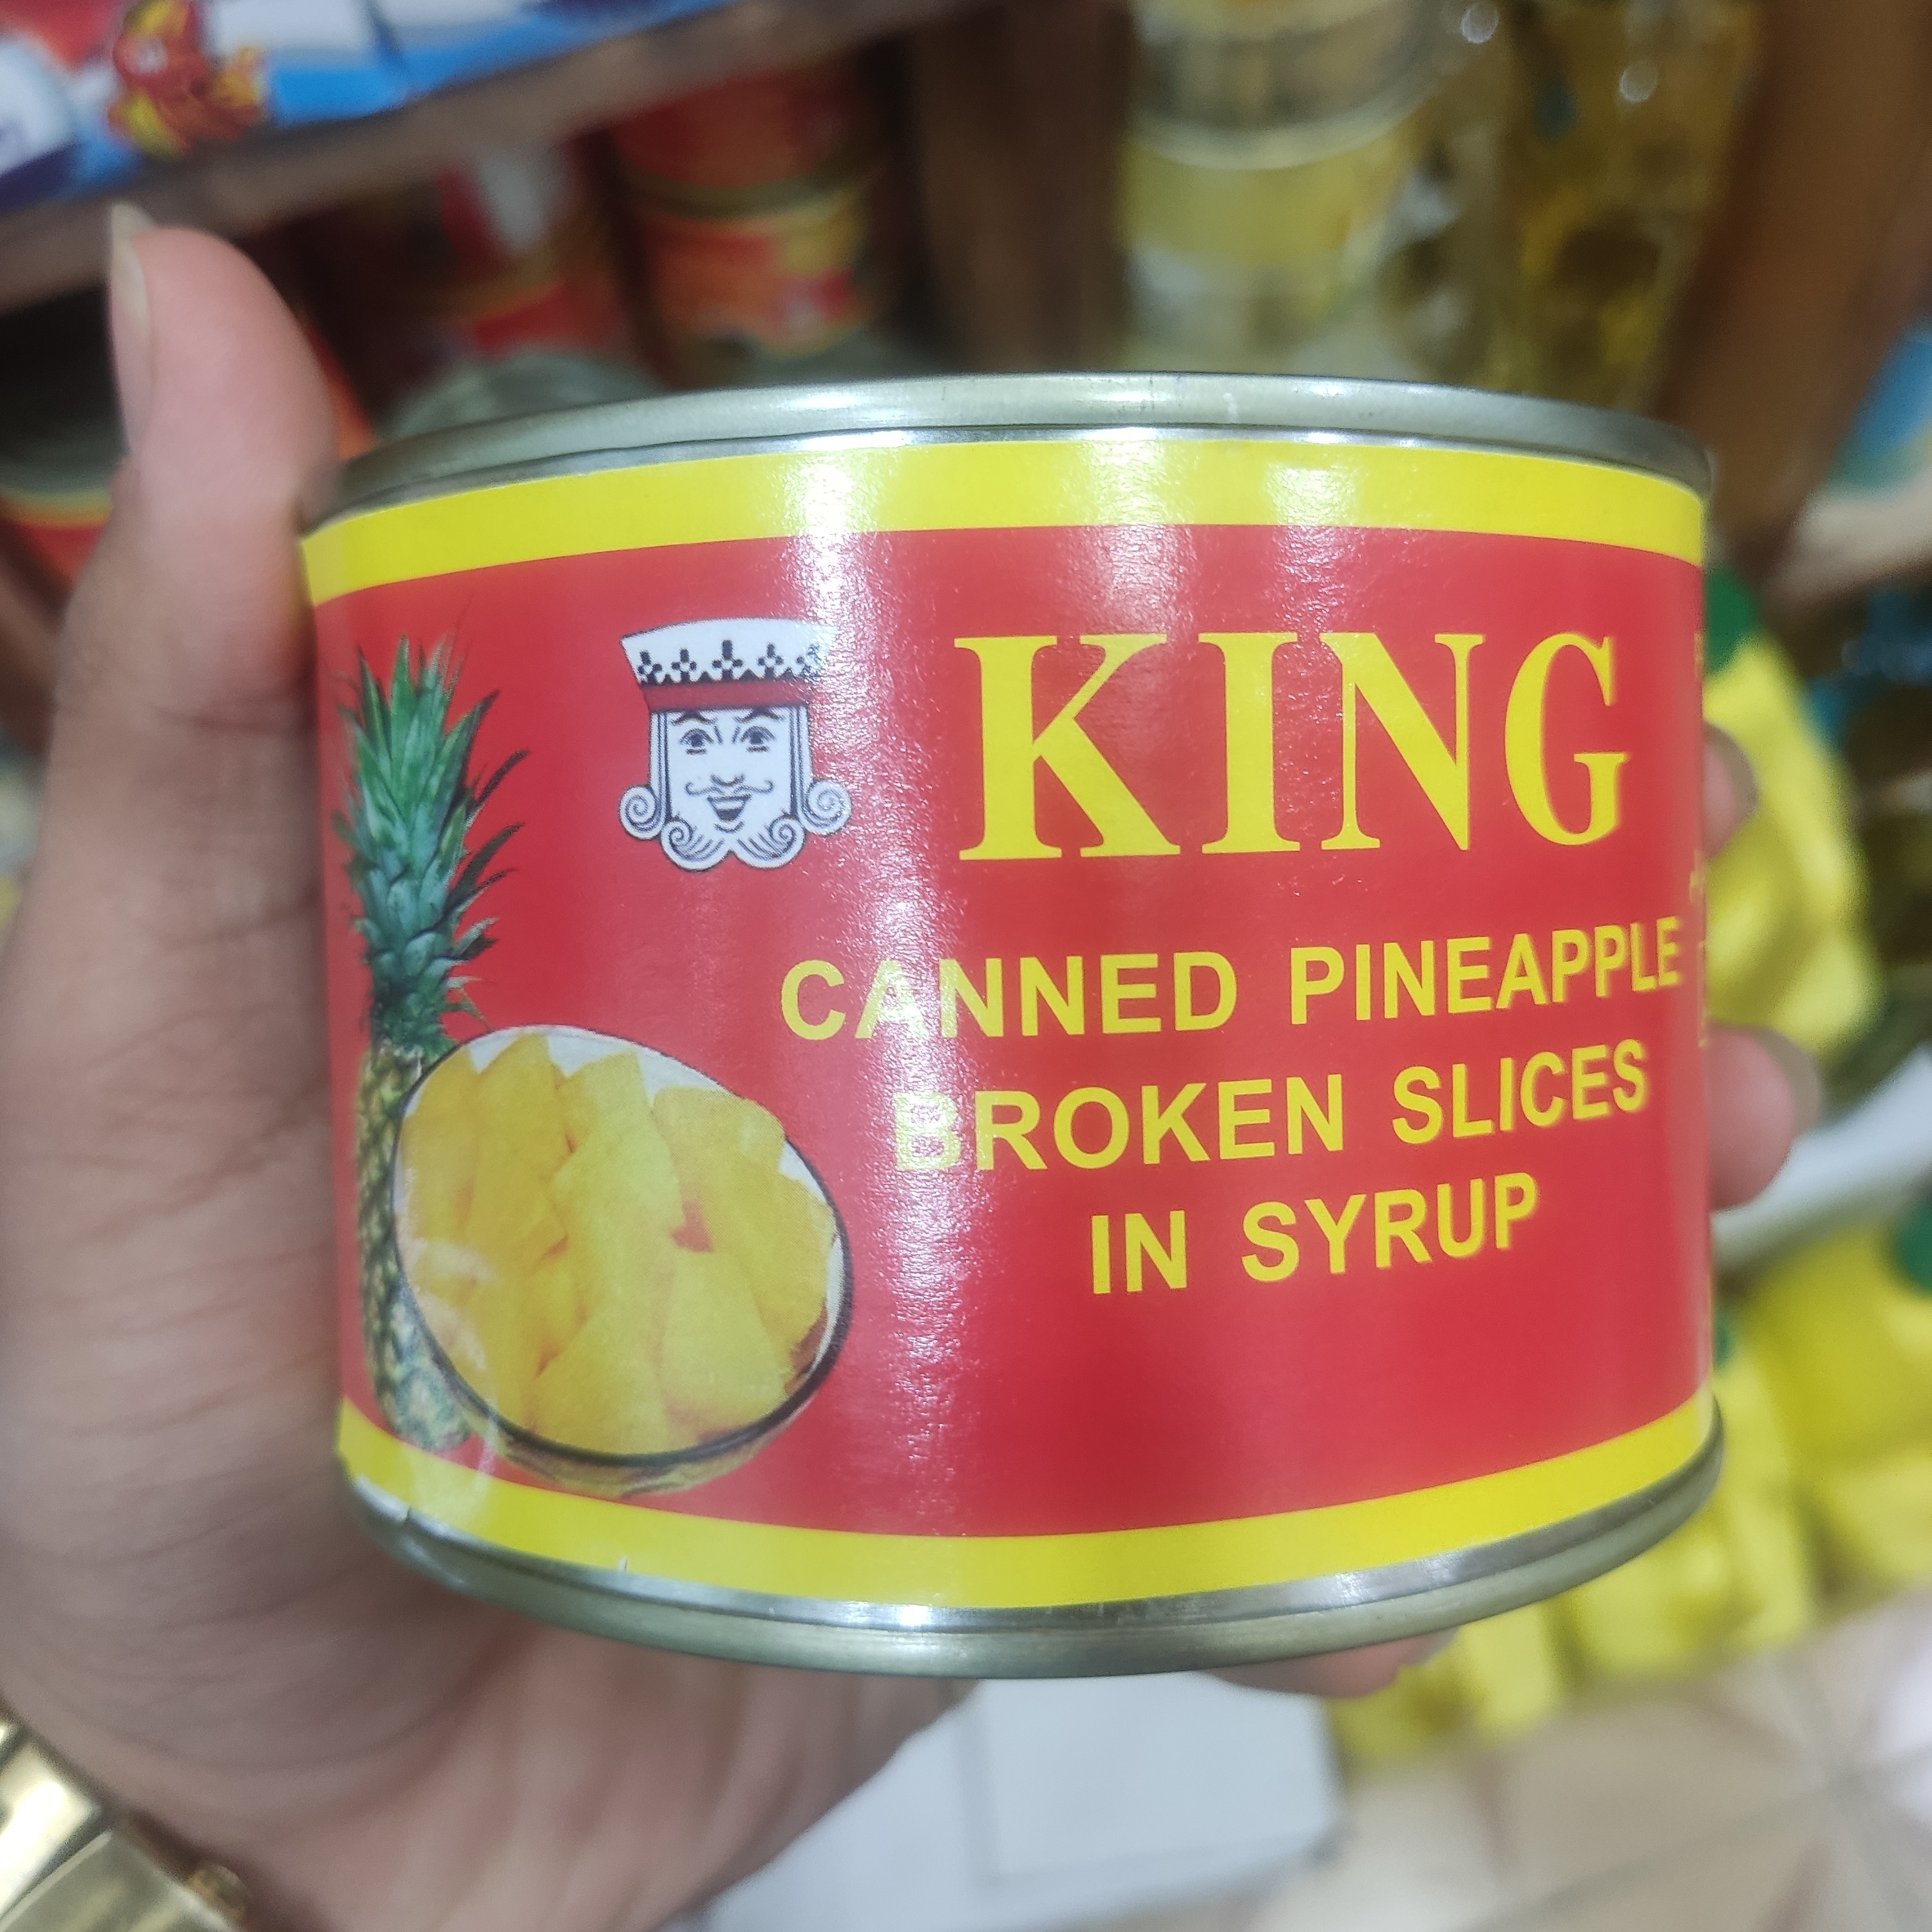 KING
CANNED PINEAPPLE
BROKEN SLICES
IN SYRUP